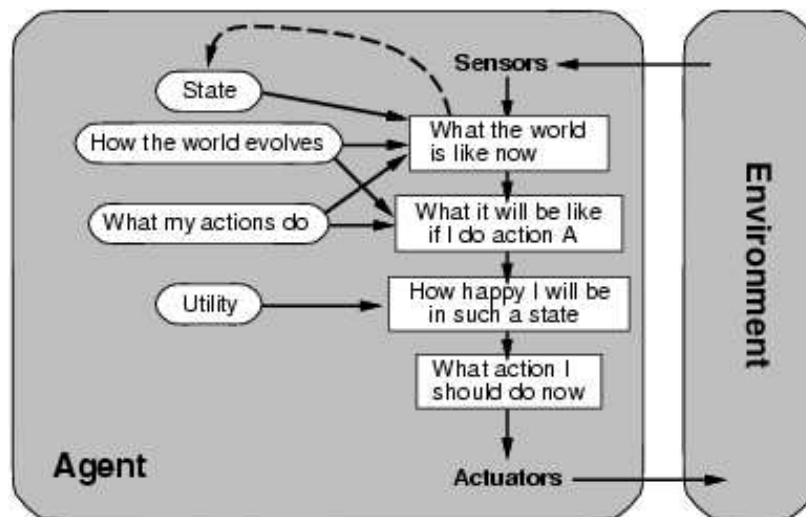 Sensors
State
What the world
is like now
How the world evolves
What it will be like
if I do action A
What my actions do
How happy I will be
in such a state
Utility
What action I
should do now
Agent
Actuators
Environment